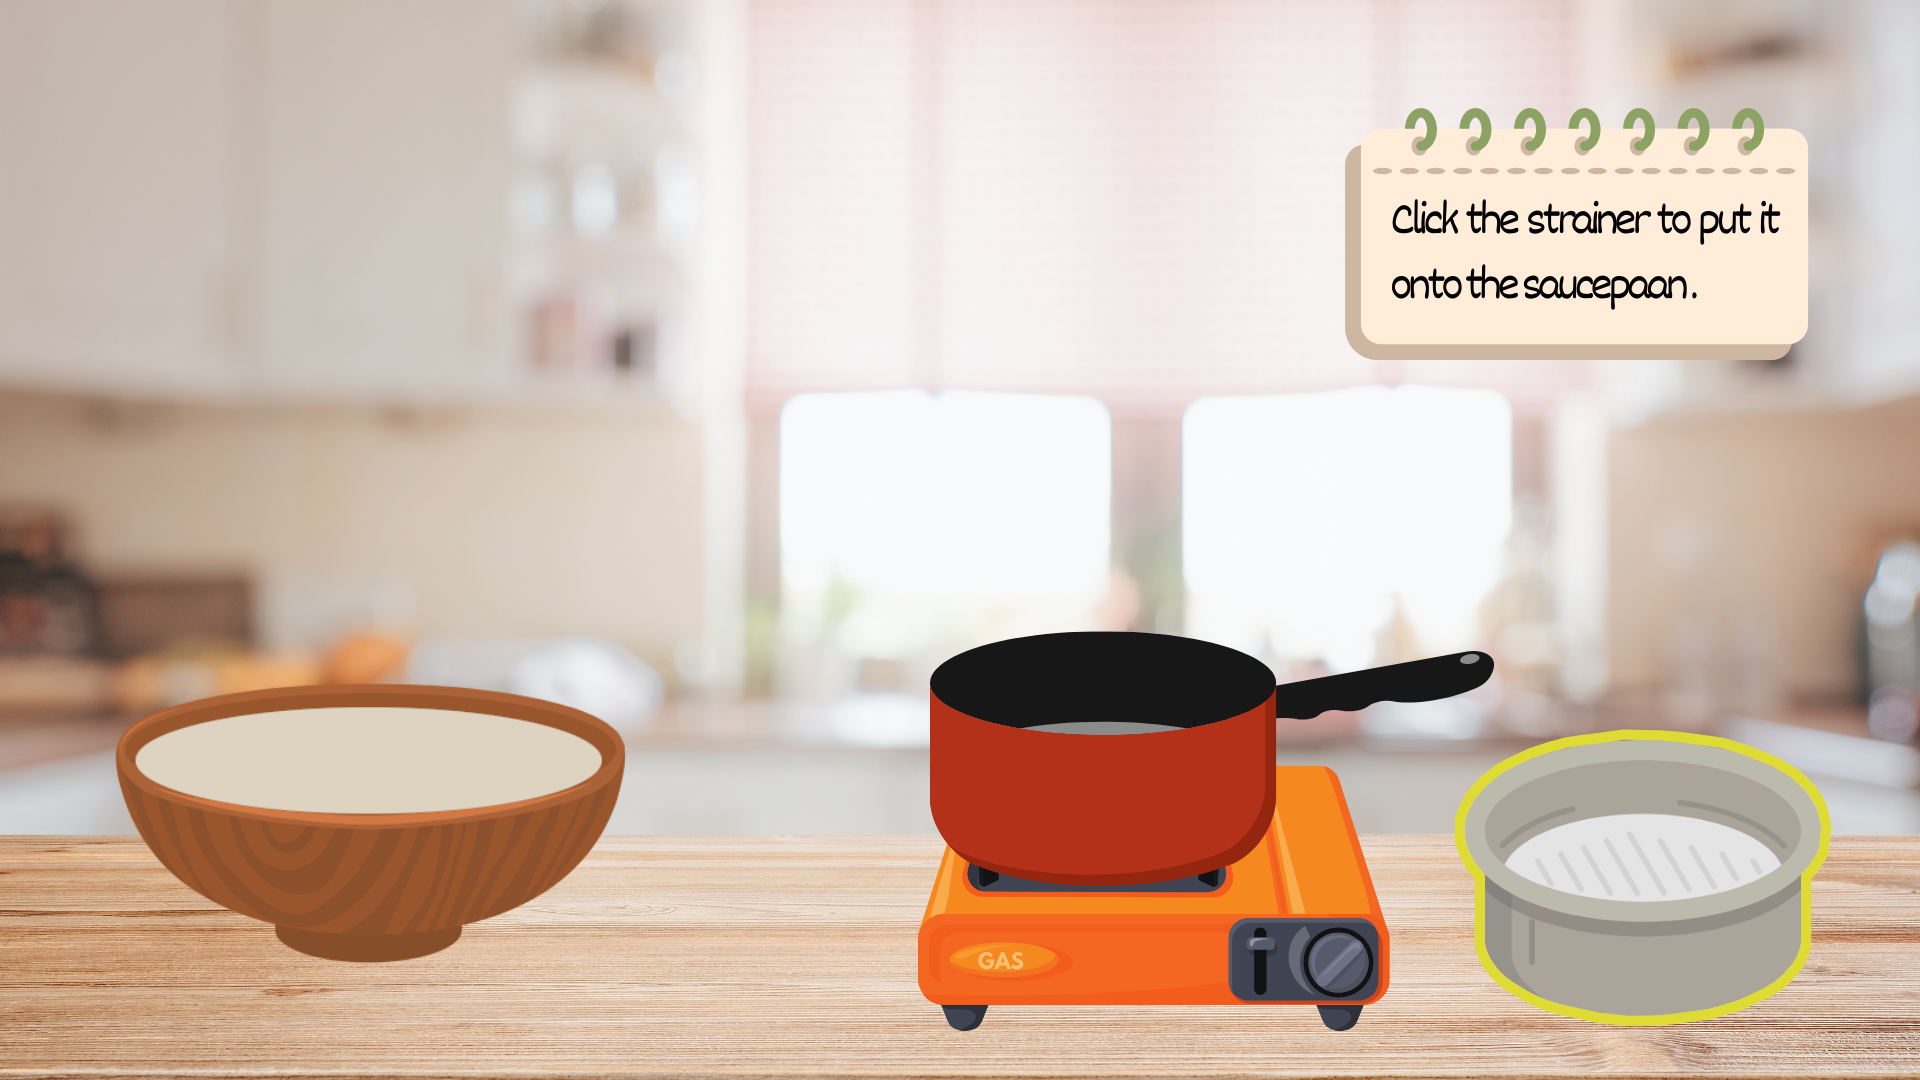 Click the strainer to put it
onto the saucepaan.
GAS